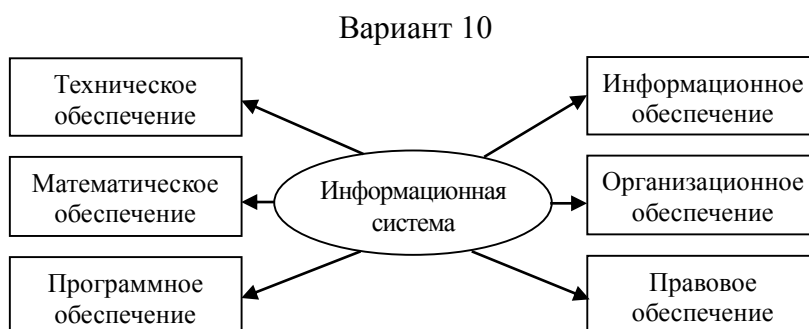 Вариант 10
Техническое
обеспечение
Информационное
обеспечение
Математическое
обеспечение
Информационная
система
Организационное
обеспечение
Программное
обеспечение
Правовое
обеспечение